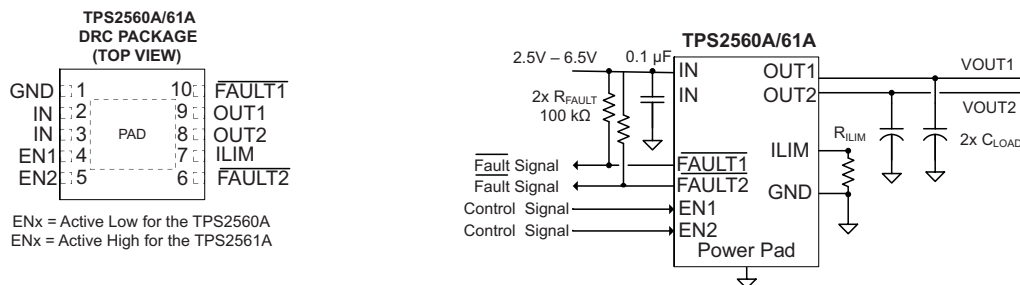 TPS2560A/61A
DRC PACKAGE
(TOP VIEW)
GND 1
IN 2
IN 3
EN1 4
EN2 5
PAD
10 FAULT1
9 OUT1
8 OUT2
7 ILIM
6 FAULT2
ENx = Active Low for the TPS2560A
ENx = Active High for the TPS2561A
TPS2560A/61A
2.5V – 6.5V
0.1 µF
2x RFAULT
100 kΩ
IN
IN
OUT1
OUT2
VOUT1
VOUT2
RILIM
2x CLOAD
ILIM
GND
Fault Signal
FAULT1
Fault Signal
FAULT2
Control Signal
EN1
Control Signal
EN2
Power Pad